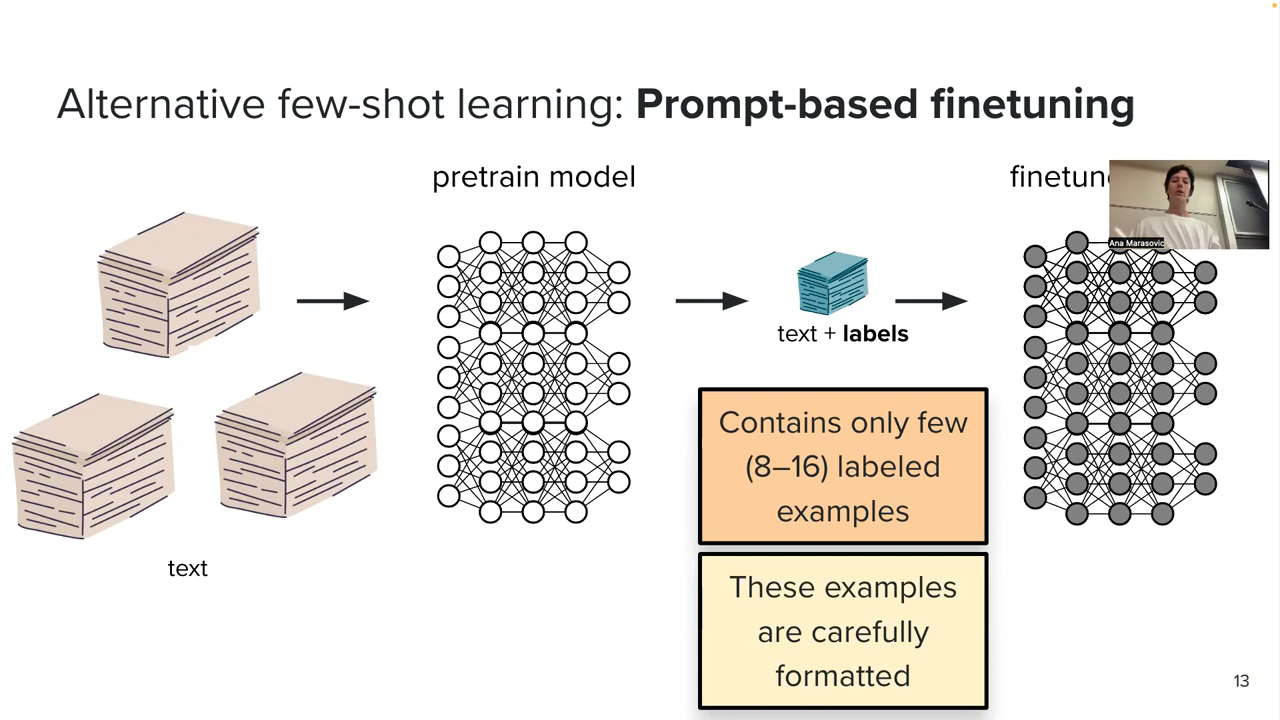 Alternative few-shot learning: Prompt-based finetuning
pretrain model
finetun
Ana Marasović
text + labels
Contains only few
(8–16) labeled
examples
text
These examples
are carefully
formatted
13